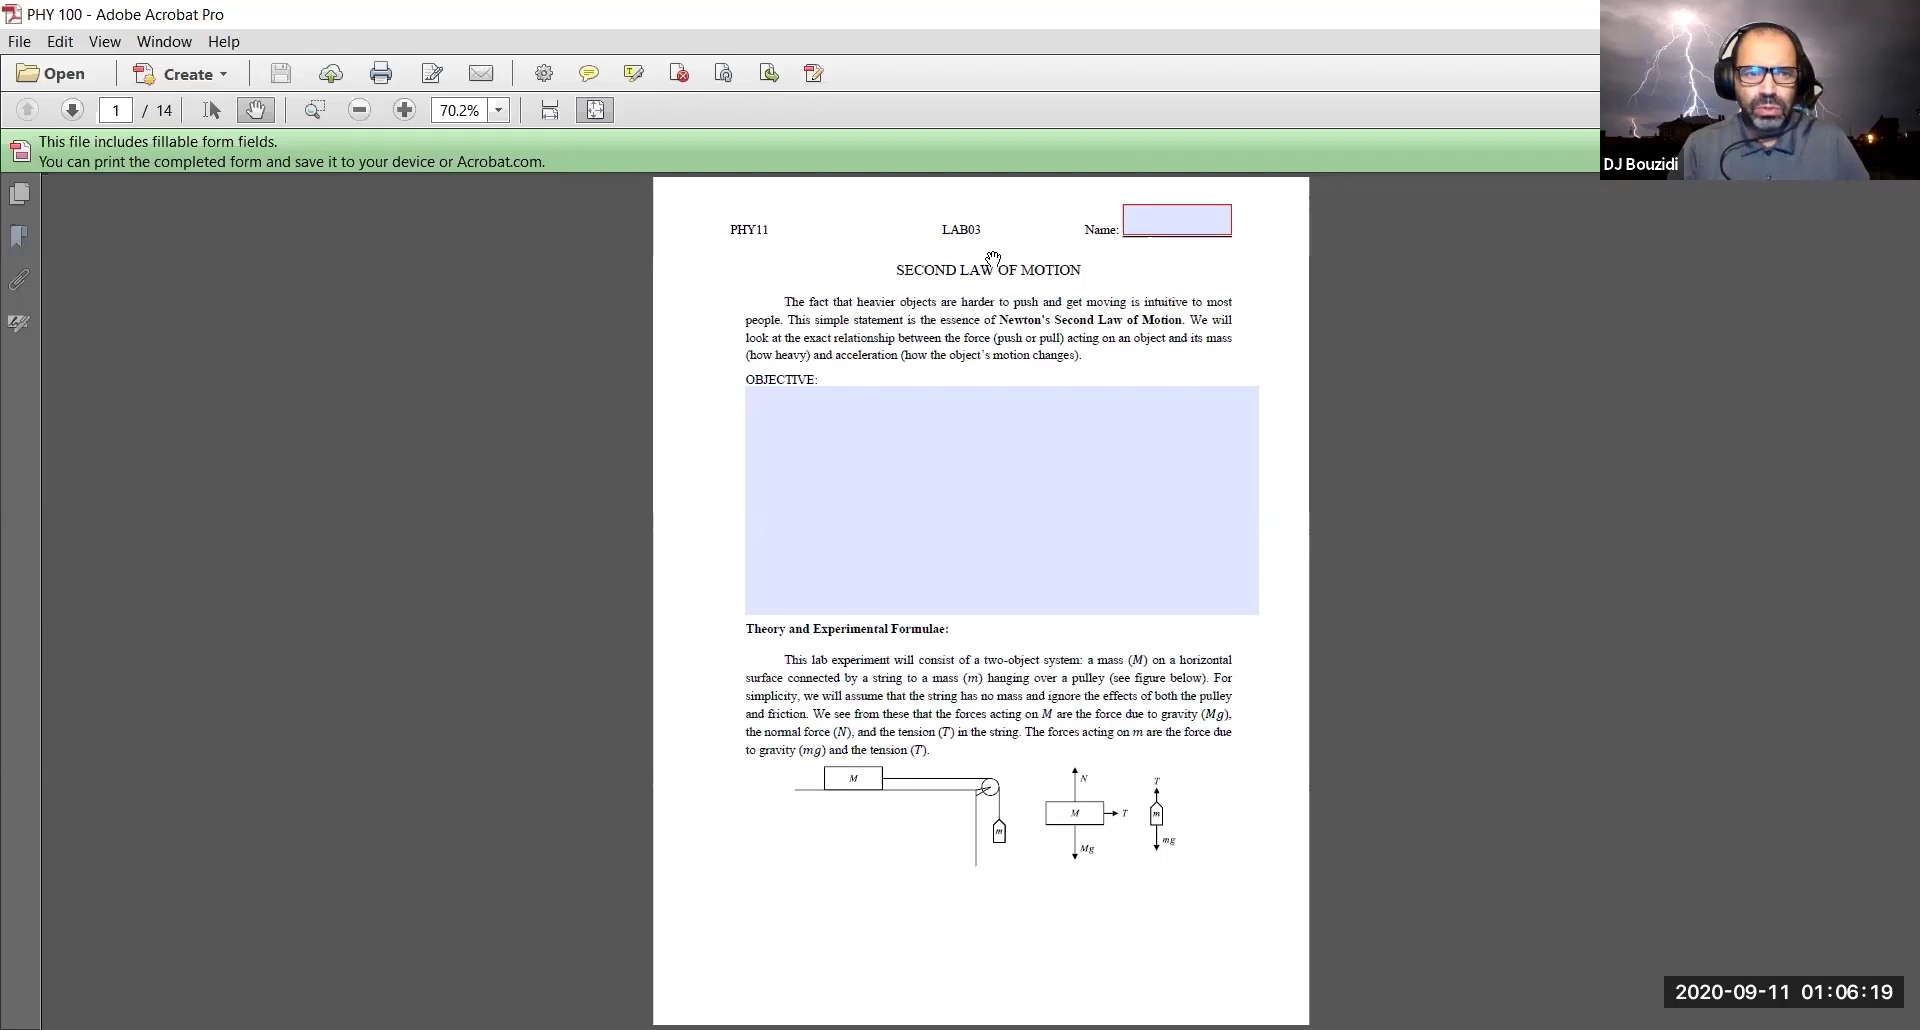 PHY 100 - Adobe Acrobat Pro
File Edit View Window Help
Open Create
1 / 14 70.2%
This file includes fillable form fields.
You can print the completed form and save it to your device or Acrobat.com.
DJ Bouzidi
PHY11 LAB03 Name:
SECOND LAW OF MOTION
The fact that heavier objects are harder to push and get moving is intuitive to most
people. This simple statement is the essence of Newton's Second Law of Motion. We will
look at the exact relationship between the force (push or pull) acting on an object and its mass
(how heavy) and acceleration (how the object's motion changes).
OBJECTIVE:
Theory and Experimental Formulae:
This lab experiment will consist of a two-object system: a mass (M) on a horizontal
surface connected by a string to a mass (m) hanging over a pulley (see figure below). For
simplicity, we will assume that the string has no mass and ignore the effects of both the pulley
and friction. We see from these that the forces acting on M are the force due to gravity (Mg),
the normal force (N), and the tension (T) in the string. The forces acting on m are the force due
to gravity (mg) and the tension (T).
M
m
N
M
T
Mg
T
m
mg
2020-09-11 01:06:19